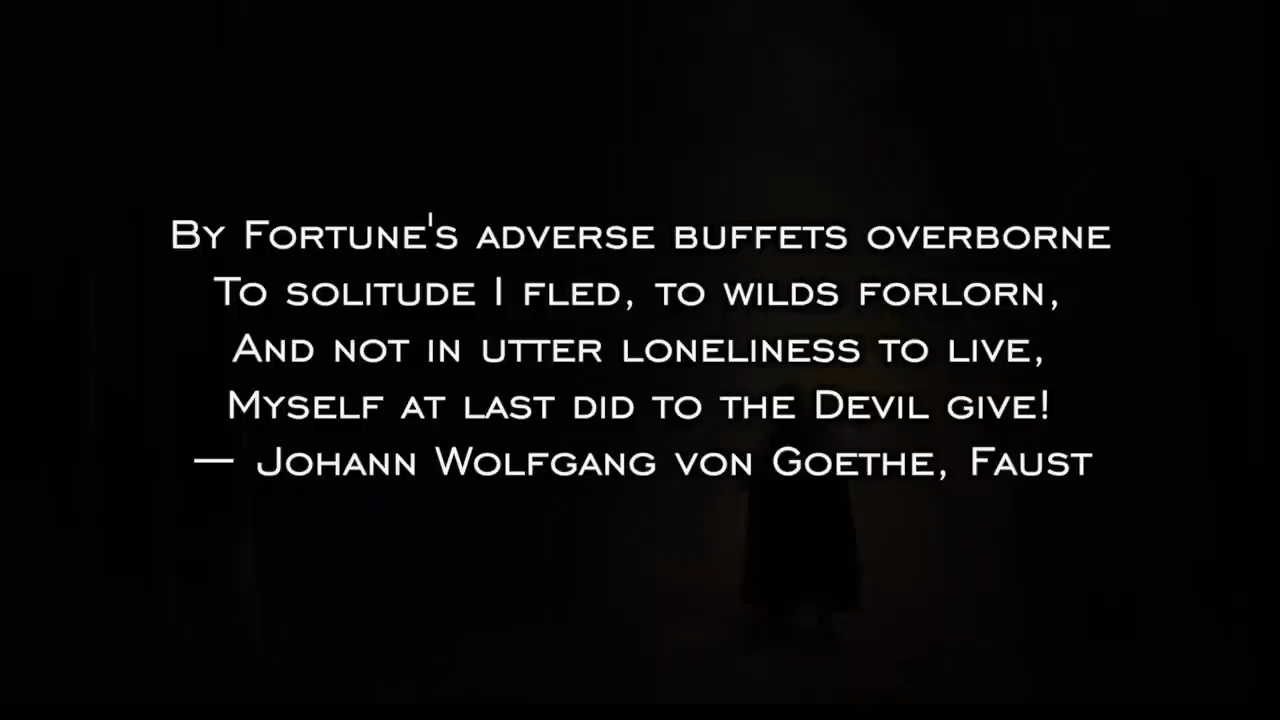 By Fortune's adverse buffets overborne
To solitude I fled, to wilds forlorn,
And not in utter loneliness to live,
Myself at last did to the Devil give!
— Johann Wolfgang von Goethe, Faust